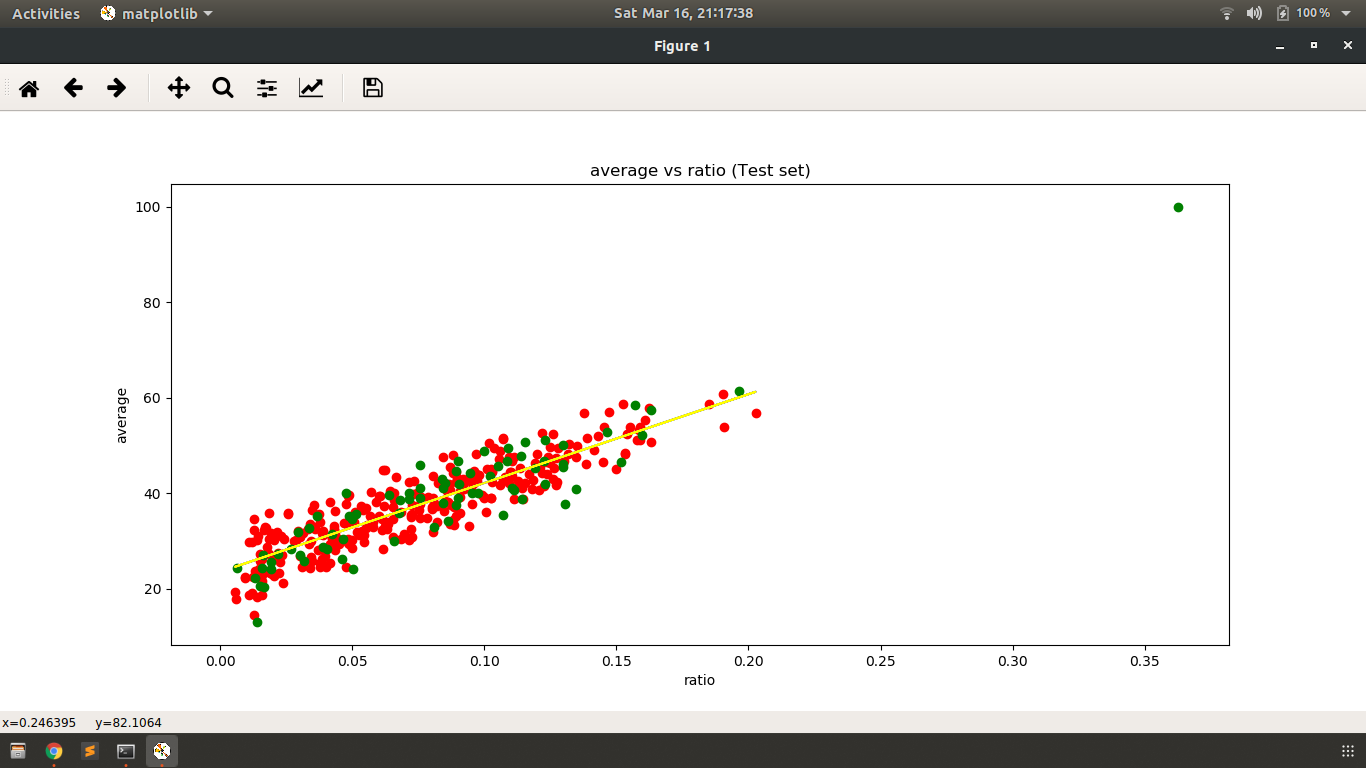 Activities matplotlib Sat Mar 16, 21:17:38 100 %
Figure 1
average vs ratio (Test set)
100
80
60
40
20
average
0.00 0.05 0.10 0.15 0.20 0.25 0.30 0.35
ratio
x=0.246395 y=82.1064